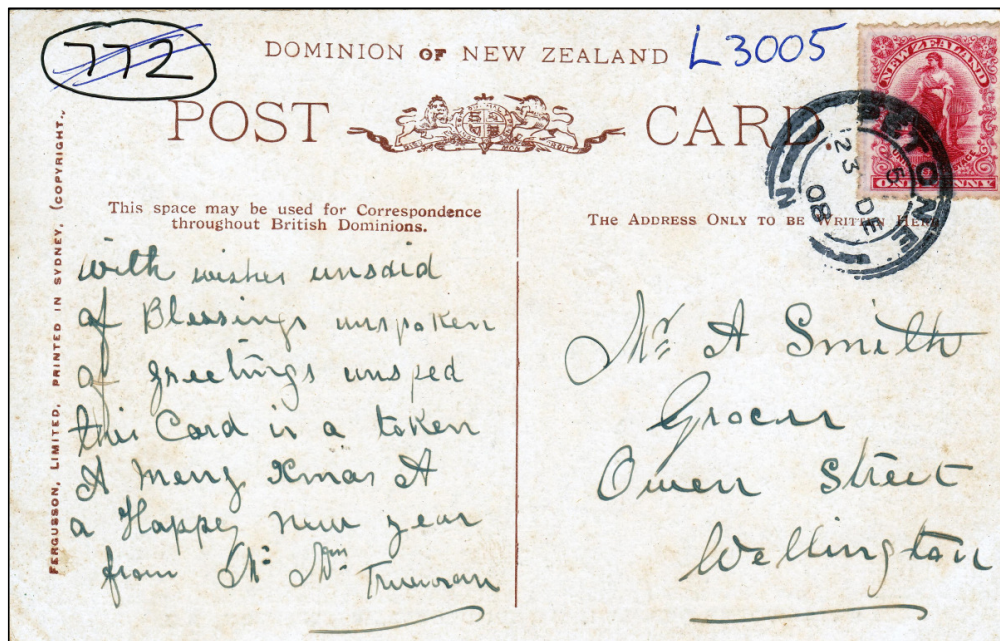 772
DOMINION OF NEW ZEALAND
L3005
POST CARD.
NEW ZEALAND
ONE PENNY
PETONE
5
23 DE
08
N Z
FERGUSSON, LIMITED, PRINTED IN SYDNEY, (COPYRIGHT.)
This space may be used for Correspondence
throughout British Dominions.
THE ADDRESS ONLY TO BE WRITTEN HERE
with wishes unsaid
of Blessings unspoken
of greetings unsped
this Card is a token
A Merry Xmas &
a Happy new year
from
Mr A Smith
Grocer
Owen Street
Wellington